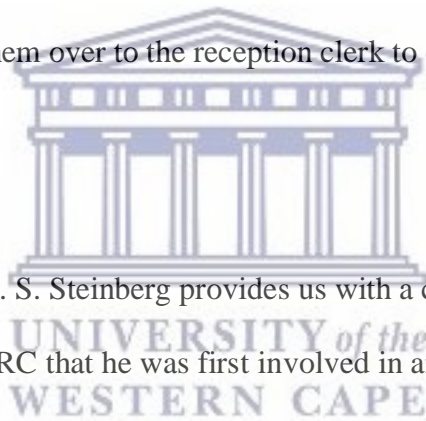 em over to the reception clerk to
. S. Steinberg provides us with a
UNIVERSITY of the
RC that he was first involved in a
WESTERN CAPE